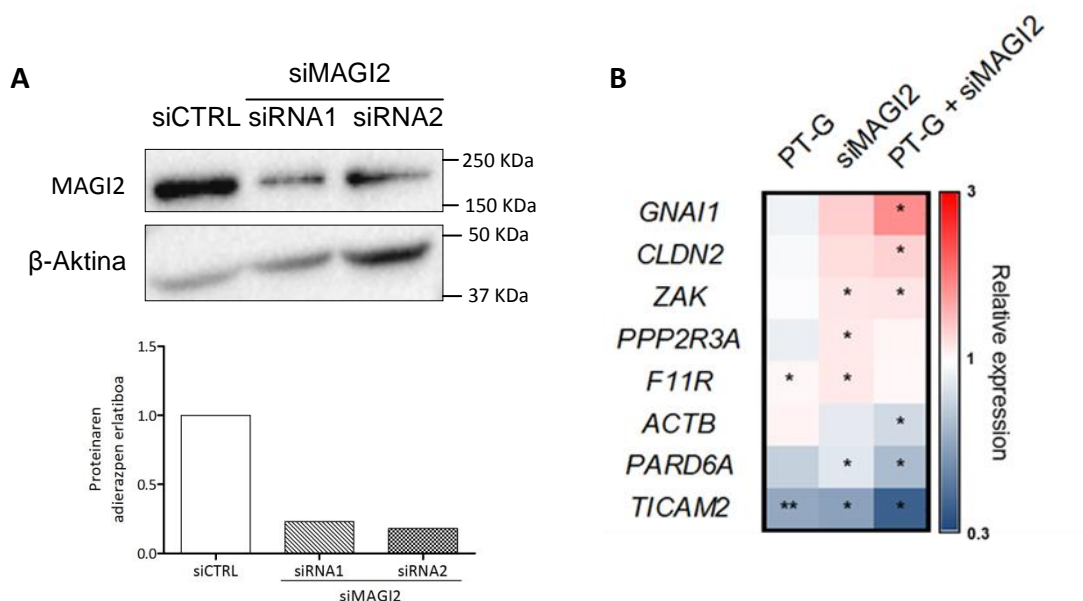 A
siMAGI2
siCTRL siRNA1 siRNA2
MAGI2
250 KDa
150 KDa
β-Aktina
50 KDa
37 KDa
Proteinaren
adierazpen erlatiboa
1.5
1.0
0.5
0.0
siCTRL
siRNA1
siRNA2
siMAGI2
B
PT-G
siMAGI2
PT-G + siMAGI2
GNAI1 *
CLDN2 *
ZAK * *
PPP2R3A *
F11R * *
ACTB *
PARD6A * *
TICAM2 ** * *
3
1
0.3
Relative expression